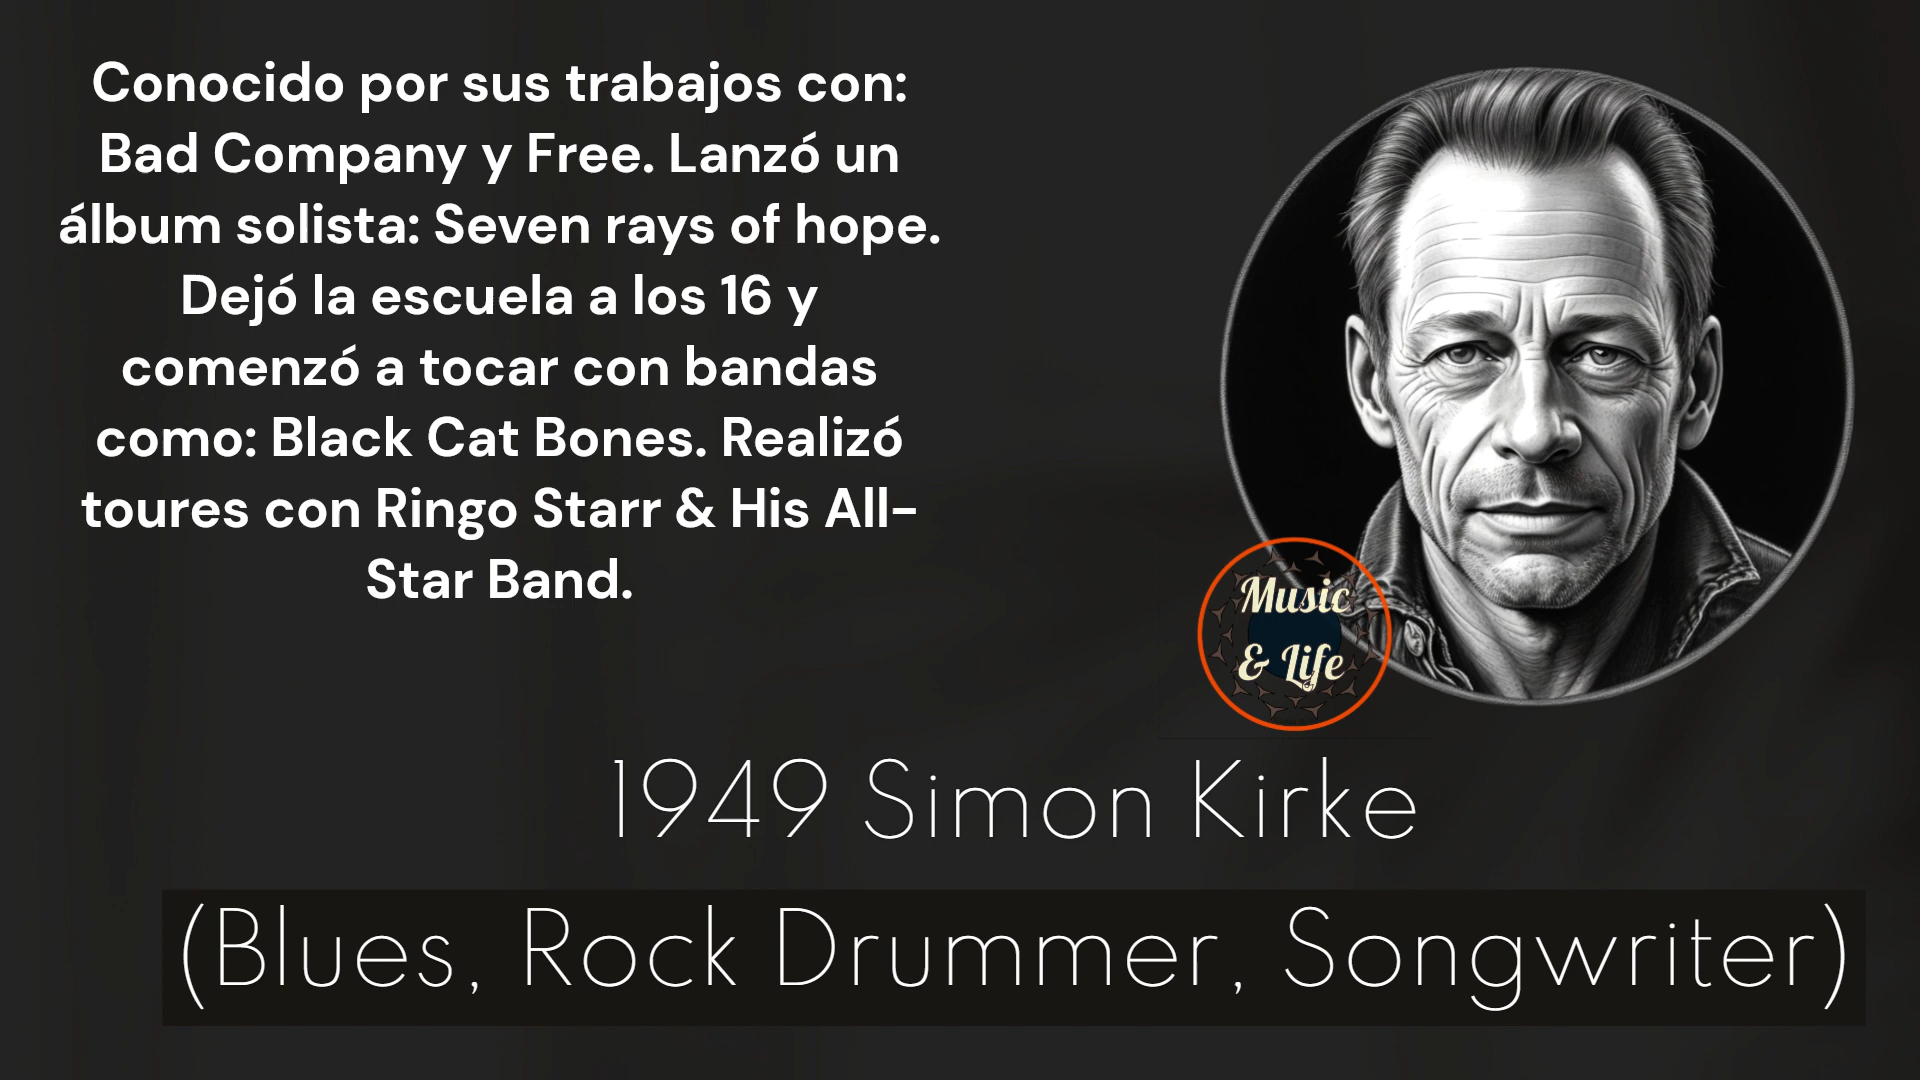 Conocido por sus trabajos con:
Bad Company y Free. Lanzó un
álbum solista: Seven rays of hope.
Dejó la escuela a los 16 y
comenzó a tocar con bandas
como: Black Cat Bones. Realizó
toures con Ringo Starr & His All-
Star Band.
Music
& Life
1949 Simon Kirke
(Blues, Rock Drummer, Songwriter)